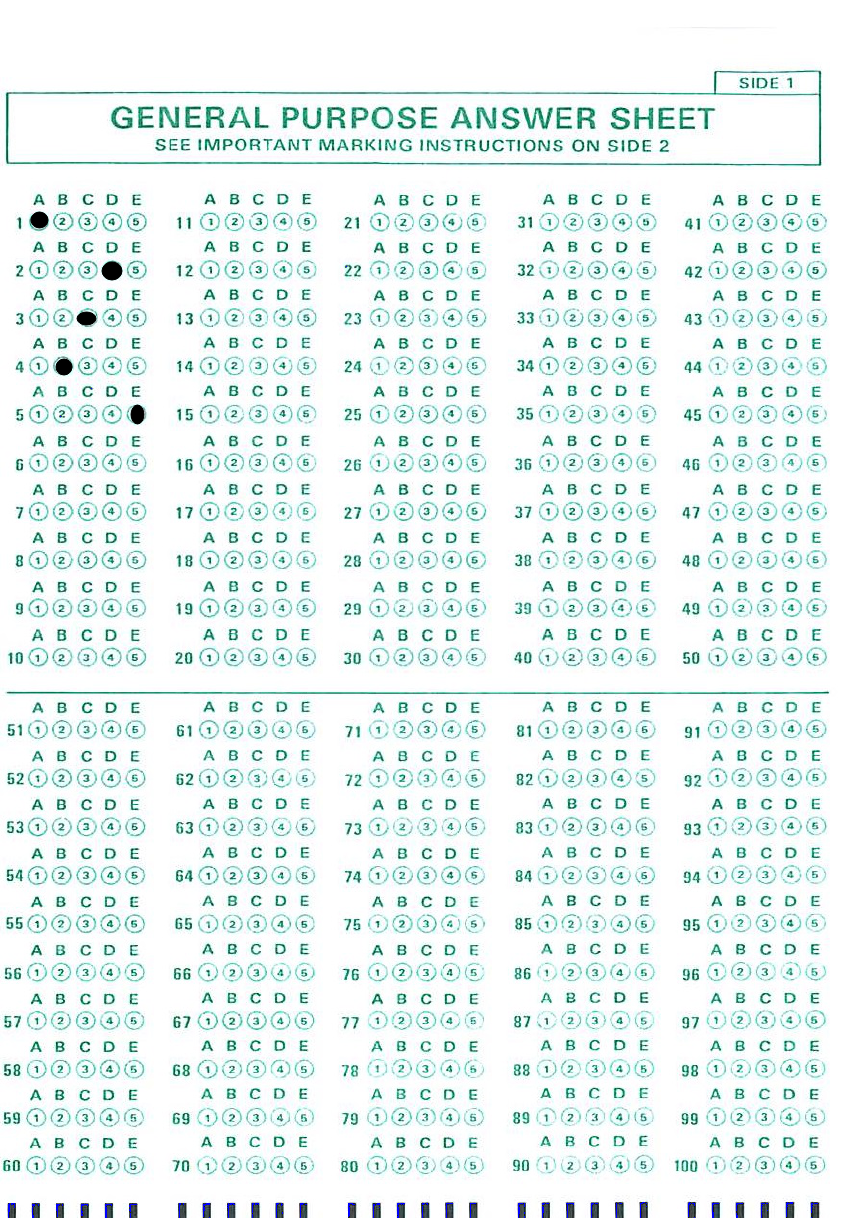 SIDE 1
GENERAL PURPOSE ANSWER SHEET
SEE IMPORTANT MARKING INSTRUCTIONS ON SIDE 2
A B C D E A B C D E A B C D E A B C D E A B C D E
1 2 3 4 5 11 1 2 3 4 5 21 1 2 3 4 5 31 1 2 3 4 5 41 1 2 3 4 5
A B C D E A B C D E A B C D E A B C D E A B C D E
2 1 2 3 5 12 1 2 3 4 5 22 1 2 3 4 5 32 1 2 3 4 5 42 1 2 3 4 5
A B C D E A B C D E A B C D E A B C D E A B C D E
3 1 2 4 5 13 1 2 3 4 5 23 1 2 3 4 5 33 1 2 3 4 5 43 1 2 3 4 5
A B C D E A B C D E A B C D E A B C D E A B C D E
4 1 3 4 5 14 1 2 3 4 5 24 1 2 3 4 5 34 1 2 3 4 5 44 1 2 3 4 5
A B C D E A B C D E A B C D E A B C D E A B C D E
5 1 2 3 4 15 1 2 3 4 5 25 1 2 3 4 5 35 1 2 3 4 5 45 1 2 3 4 5
A B C D E A B C D E A B C D E A B C D E A B C D E
6 1 2 3 4 5 16 1 2 3 4 5 26 1 2 3 4 5 36 1 2 3 4 5 46 1 2 3 4 5
A B C D E A B C D E A B C D E A B C D E A B C D E
7 1 2 3 4 5 17 1 2 3 4 5 27 1 2 3 4 5 37 1 2 3 4 5 47 1 2 3 4 5
A B C D E A B C D E A B C D E A B C D E A B C D E
8 1 2 3 4 5 18 1 2 3 4 5 28 1 2 3 4 5 38 1 2 3 4 5 48 1 2 3 4 5
A B C D E A B C D E A B C D E A B C D E A B C D E
9 1 2 3 4 5 19 1 2 3 4 5 29 1 2 3 4 5 39 1 2 3 4 5 49 1 2 3 4 5
A B C D E A B C D E A B C D E A B C D E A B C D E
10 1 2 3 4 5 20 1 2 3 4 5 30 1 2 3 4 5 40 1 2 3 4 5 50 1 2 3 4 5
A B C D E A B C D E A B C D E A B C D E A B C D E
51 1 2 3 4 5 61 1 2 3 4 5 71 1 2 3 4 5 81 1 2 3 4 5 91 1 2 3 4 5
A B C D E A B C D E A B C D E A B C D E A B C D E
52 1 2 3 4 5 62 1 2 3 4 5 72 1 2 3 4 5 82 1 2 3 4 5 92 1 2 3 4 5
A B C D E A B C D E A B C D E A B C D E A B C D E
53 1 2 3 4 5 63 1 2 3 4 5 73 1 2 3 4 5 83 1 2 3 4 5 93 1 2 3 4 5
A B C D E A B C D E A B C D E A B C D E A B C D E
54 1 2 3 4 5 64 1 2 3 4 5 74 1 2 3 4 5 84 1 2 3 4 5 94 1 2 3 4 5
A B C D E A B C D E A B C D E A B C D E A B C D E
55 1 2 3 4 5 65 1 2 3 4 5 75 1 2 3 4 5 85 1 2 3 4 5 95 1 2 3 4 5
A B C D E A B C D E A B C D E A B C D E A B C D E
56 1 2 3 4 5 66 1 2 3 4 5 76 1 2 3 4 5 86 1 2 3 4 5 96 1 2 3 4 5
A B C D E A B C D E A B C D E A B C D E A B C D E
57 1 2 3 4 5 67 1 2 3 4 5 77 1 2 3 4 5 87 1 2 3 4 5 97 1 2 3 4 5
A B C D E A B C D E A B C D E A B C D E A B C D E
58 1 2 3 4 5 68 1 2 3 4 5 78 1 2 3 4 5 88 1 2 3 4 5 98 1 2 3 4 5
A B C D E A B C D E A B C D E A B C D E A B C D E
59 1 2 3 4 5 69 1 2 3 4 5 79 1 2 3 4 5 89 1 2 3 4 5 99 1 2 3 4 5
A B C D E A B C D E A B C D E A B C D E A B C D E
60 1 2 3 4 5 70 1 2 3 4 5 80 1 2 3 4 5 90 1 2 3 4 5 100 1 2 3 4 5